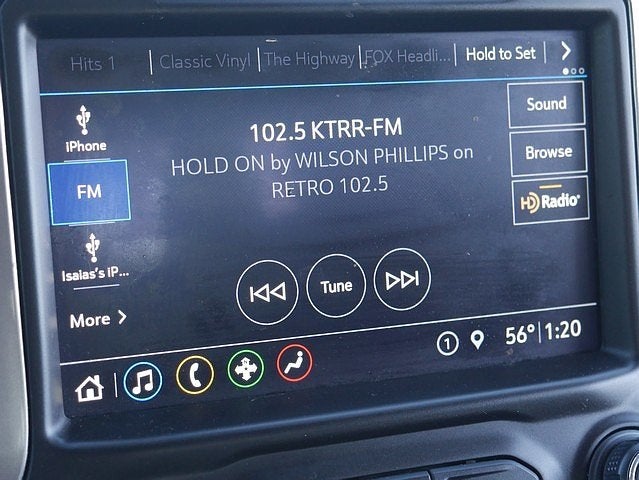 Hits 1 Classic Vinyl The Highway FOX Headli... Hold to Set
Sound
iPhone
102.5 KTRR-FM
Browse
FM
HOLD ON by WILSON PHILLIPS on
RETRO 102.5
HD Radio®
Isaias's iP...
Tune
More
1 56° 1:20